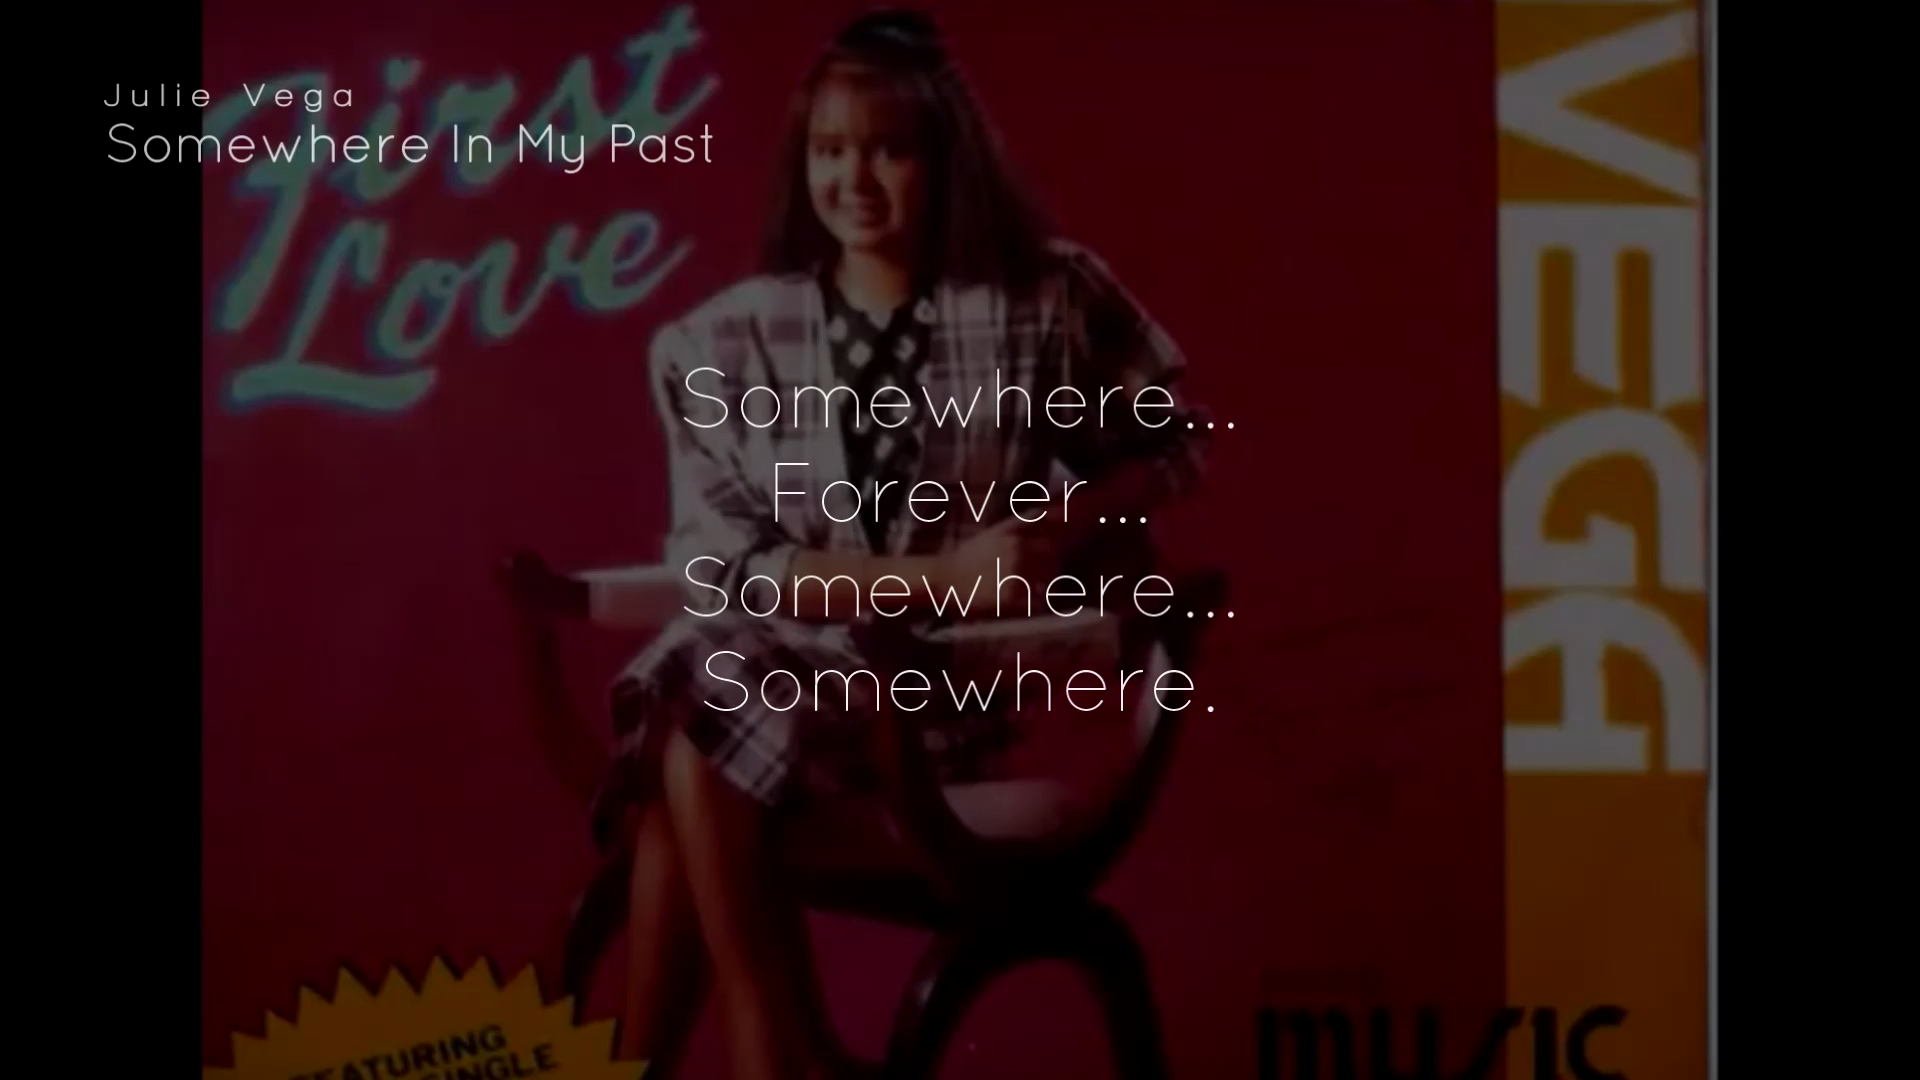 Julie Vega
Somewhere In My Past
First
Love
VEGA
Somewhere...
Forever...
Somewhere...
Somewhere.
FEATURING
SINGLE
MUSIC